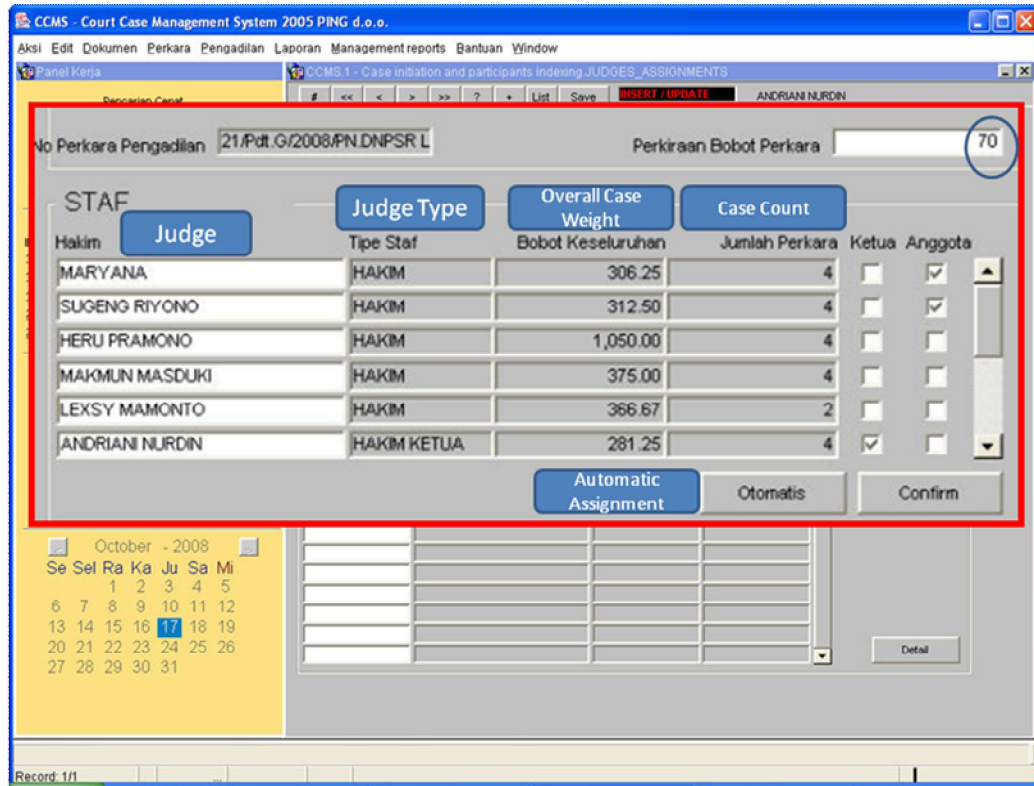 CCMS - Court Case Management System 2005 PING d.o.o.
Aksi Edit Dokumen Perkara Pengadilan Laporan Management reports Bantuan Window
Panel Kerja
CCMS.1 - Case initiation and participants indexing.JUDGES_ASSIGNMENTS
# << < > >> ? + List Save INSERT / UPDATE ANDRIANI NURDIN
No Perkara Pengadilan 21/Pdt.G/2008/PN.DNPSR L Perkiraan Bobot Perkara 70
STAF
Judge Judge Type Overall Case Weight Case Count
Hakim Tipe Staf Bobot Keseluruhan Jumlah Perkara Ketua Anggota
MARYANA HAKIM 306.25 4
SUGENG RIYONO HAKIM 312.50 4
HERU PRAMONO HAKIM 1,050.00 4
MAKMUN MASDUKI HAKIM 375.00 4
LEXSY MAMONTO HAKIM 366.67 2
ANDRIANI NURDIN HAKIM KETUA 281.25 4
Automatic Assignment Otomatis Confirm
October - 2008
Se Sel Ra Ka Ju Sa Mi
1 2 3 4 5
6 7 8 9 10 11 12
13 14 15 16 17 18 19
20 21 22 23 24 25 26
27 28 29 30 31
Detail
Record: 1/1 ...